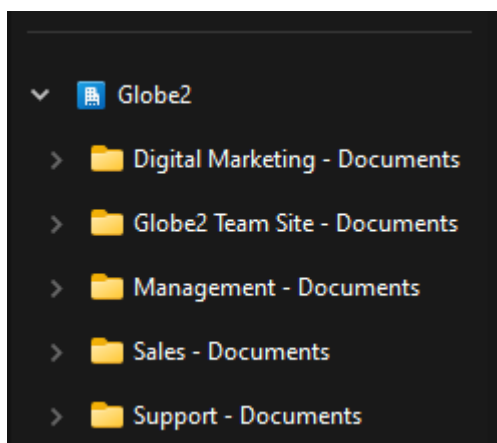 Globe2
Digital Marketing - Documents
Globe2 Team Site - Documents
Management - Documents
Sales - Documents
Support - Documents